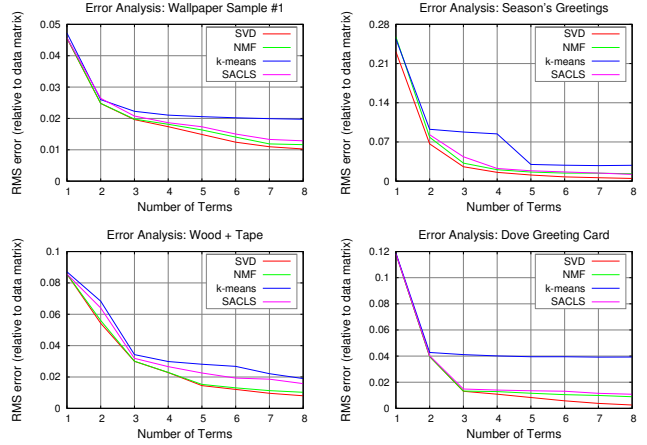 Error Analysis: Wallpaper Sample #1
RMS error (relative to data matrix)
0.05
0.04
0.03
0.02
0.01
0
SVD
NMF
k-means
SACLS
1 2 3 4 5 6 7 8
Number of Terms
Error Analysis: Season's Greetings
RMS error (relative to data matrix)
0.28
0.21
0.14
0.07
0
SVD
NMF
k-means
SACLS
1 2 3 4 5 6 7 8
Number of Terms
Error Analysis: Wood + Tape
RMS error (relative to data matrix)
0.1
0.08
0.06
0.04
0.02
0
SVD
NMF
k-means
SACLS
1 2 3 4 5 6 7 8
Number of Terms
Error Analysis: Dove Greeting Card
RMS error (relative to data matrix)
0.12
0.1
0.08
0.06
0.04
0.02
0
SVD
NMF
k-means
SACLS
1 2 3 4 5 6 7 8
Number of Terms